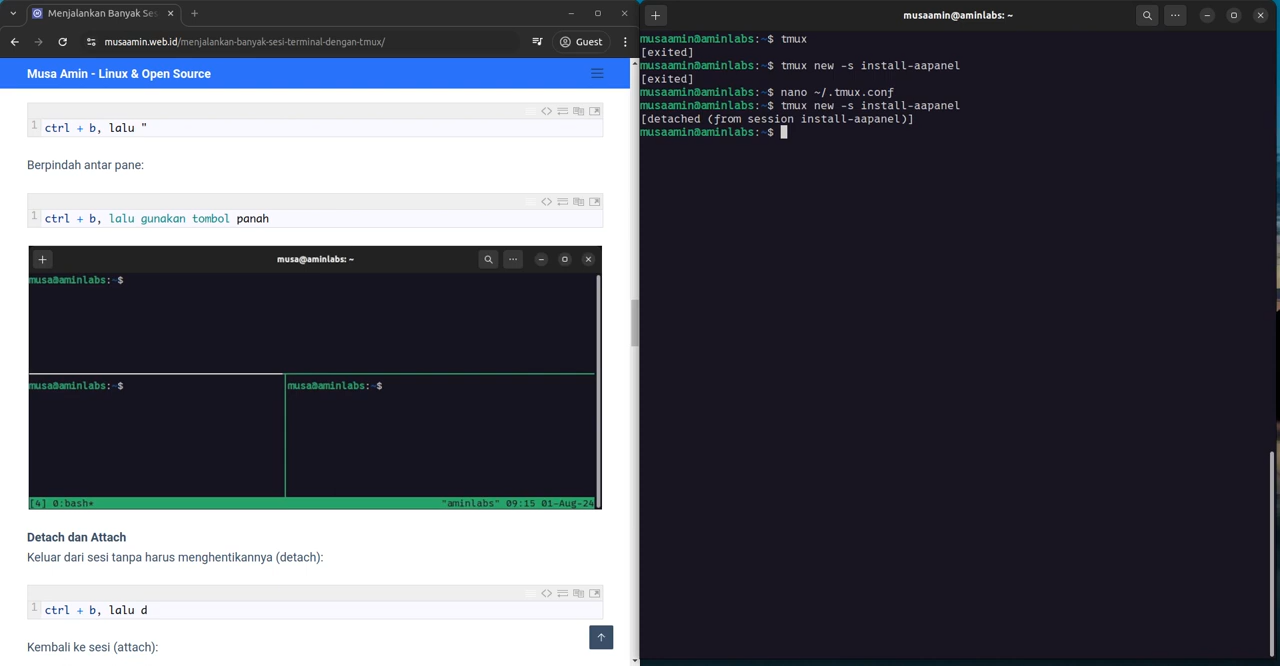 Menjalankan Banyak Ses
musaamin.web.id/menjalankan-banyak-sesi-terminal-dengan-tmux/
Guest
Musa Amin - Linux & Open Source
1 ctrl + b, lalu "
Berpindah antar pane:
1 ctrl + b, lalu gunakan tombol panah
musa@aminlabs: ~
musa@aminlabs:~$
musa@aminlabs:~$ musa@aminlabs:~$
[4] 0:bash* "aminlabs" 09:15 01-Aug-24
Detach dan Attach
Keluar dari sesi tanpa harus menghentikannya (detach):
1 ctrl + b, lalu d
Kembali ke sesi (attach):
musaamin@aminlabs: ~
musaamin@aminlabs:~$ tmux
[exited]
musaamin@aminlabs:~$ tmux new -s install-aapanel
[exited]
musaamin@aminlabs:~$ nano ~/.tmux.conf
musaamin@aminlabs:~$ tmux new -s install-aapanel
[detached (from session install-aapanel)]
musaamin@aminlabs:~$